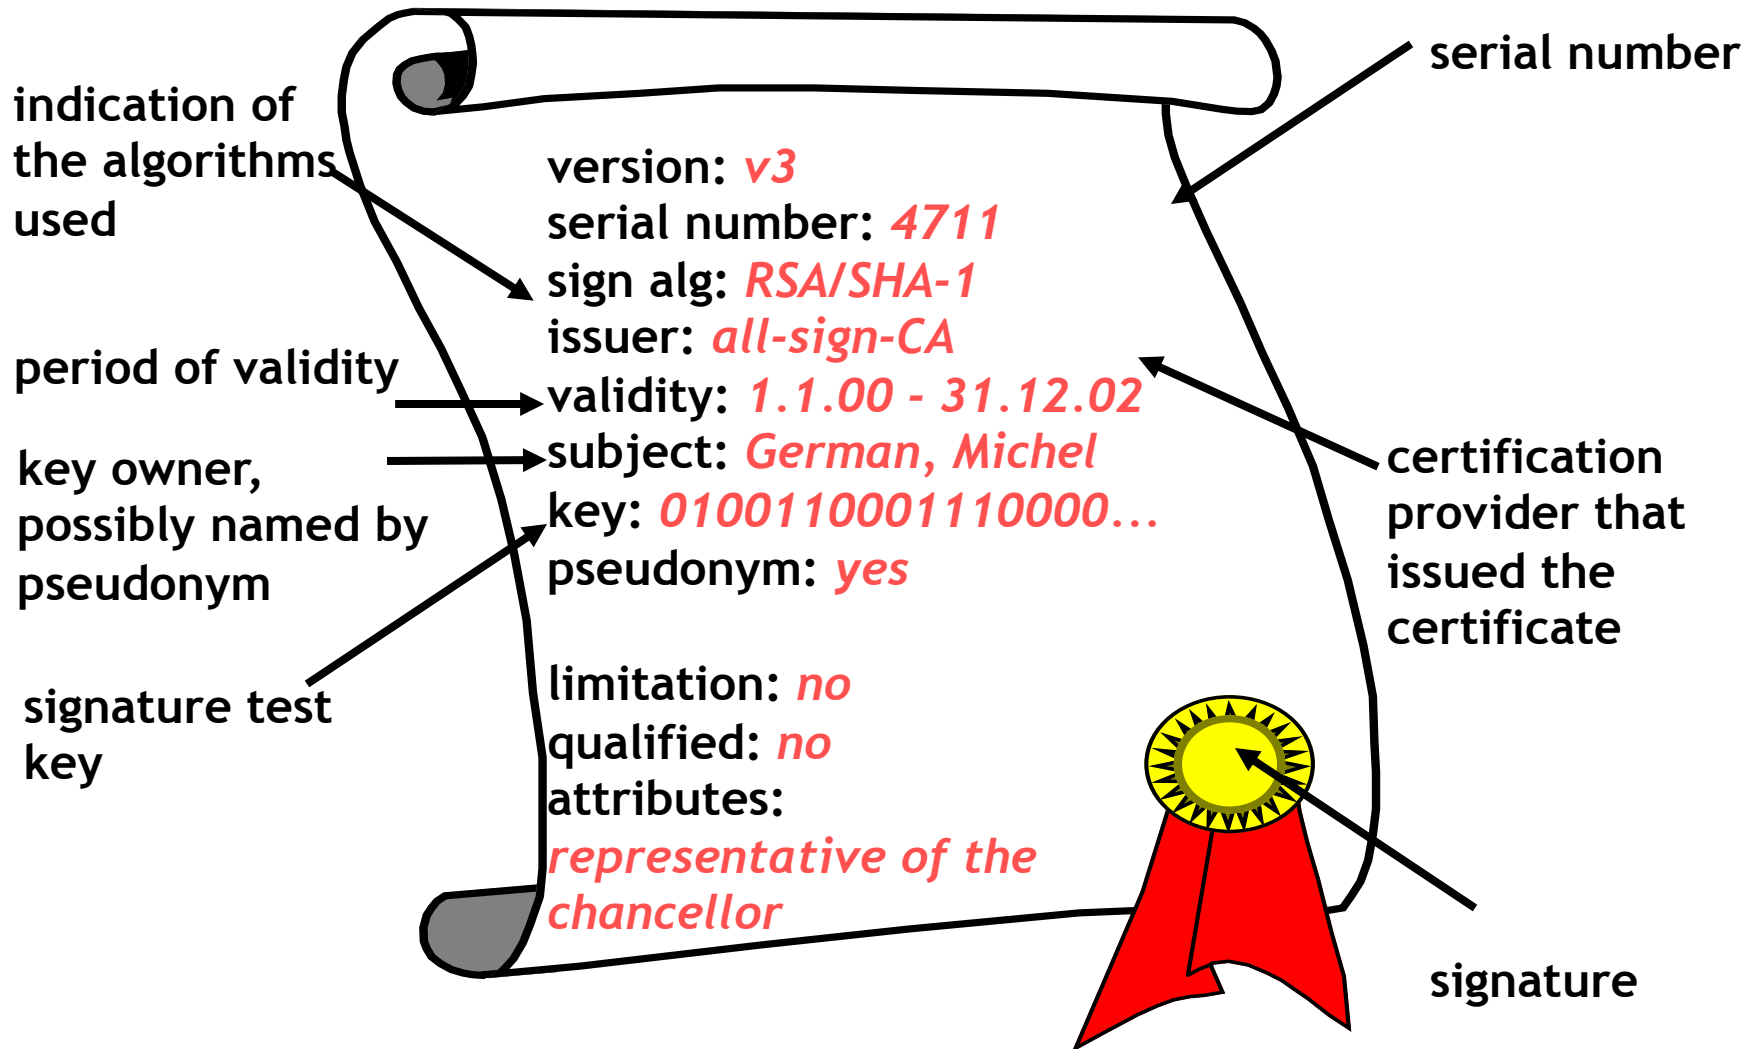 serial number
indication of
the algorithms
used
version: v3
serial number: 4711
sign alg: RSA/SHA-1
issuer: all-sign-CA
validity: 1.1.00 - 31.12.02
subject: German, Michel
key: 0100110001110000...
pseudonym: yes
limitation: no
qualified: no
attributes:
representative of the
chancellor
period of validity
key owner,
possibly named by
pseudonym
signature test
key
certification
provider that
issued the
certificate
signature